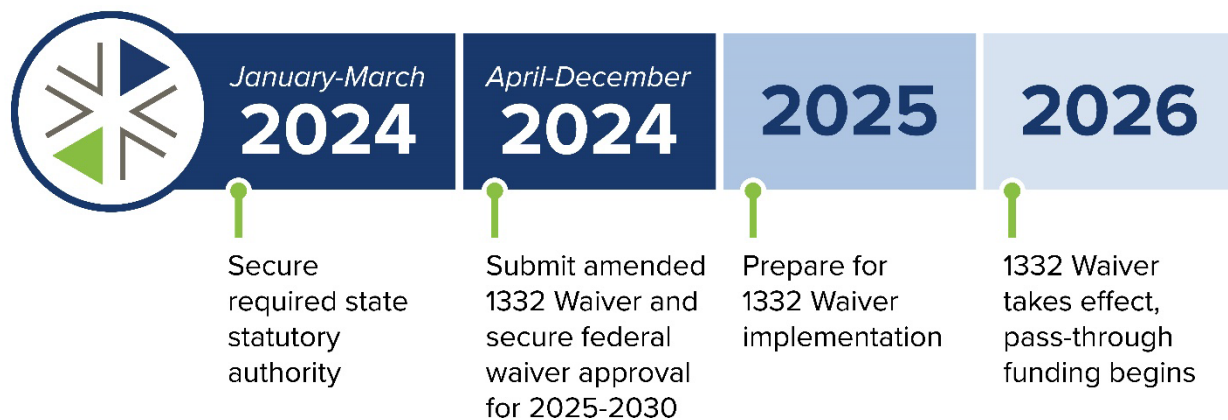 January-March
2024
April-December
2024
2025
2026
Secure
required state
statutory
authority
Submit amended
1332 Waiver and
secure federal
waiver approval
for 2025-2030
Prepare for
1332 Waiver
implementation
1332 Waiver
takes effect,
pass-through
funding begins